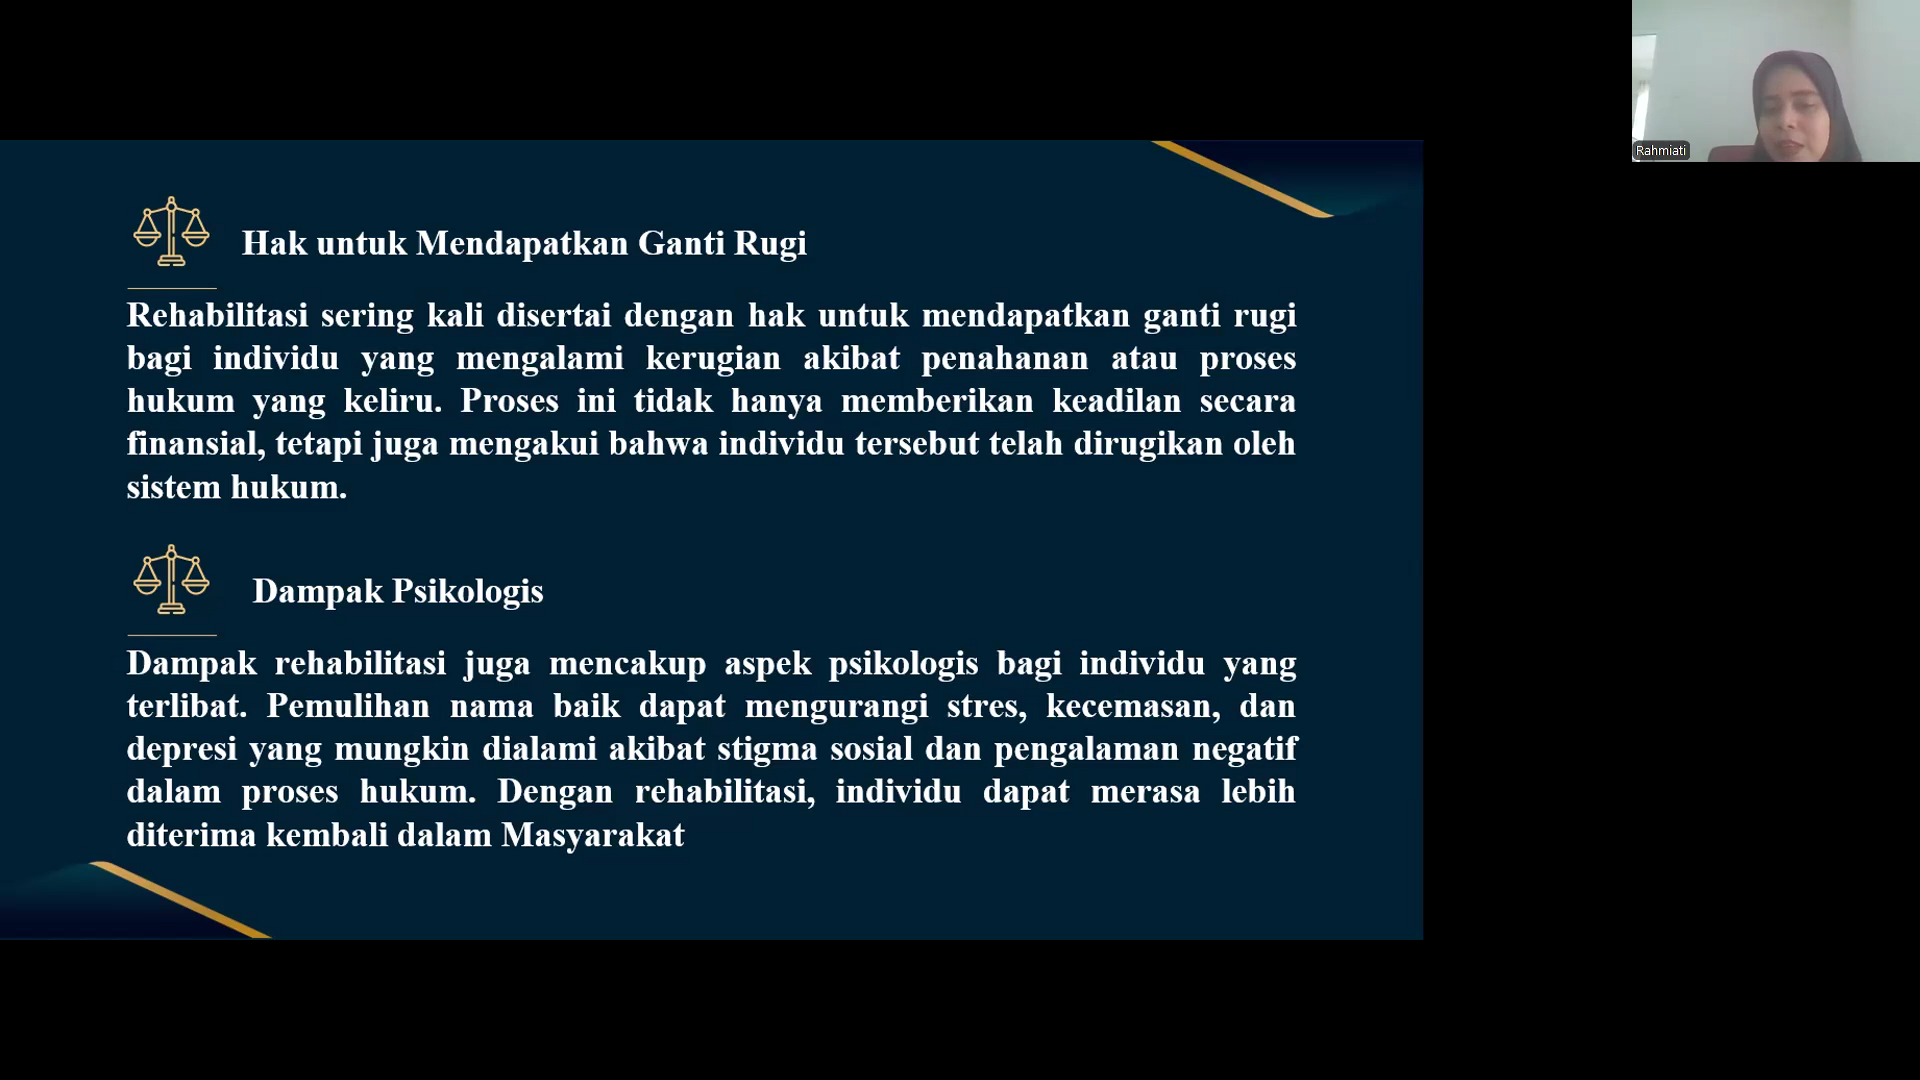 Rahmiati
Hak untuk Mendapatkan Ganti Rugi
Rehabilitasi sering kali disertai dengan hak untuk mendapatkan ganti rugi
bagi individu yang mengalami kerugian akibat penahanan atau proses
hukum yang keliru. Proses ini tidak hanya memberikan keadilan secara
finansial, tetapi juga mengakui bahwa individu tersebut telah dirugikan oleh
sistem hukum.
Dampak Psikologis
Dampak rehabilitasi juga mencakup aspek psikologis bagi individu yang
terlibat. Pemulihan nama baik dapat mengurangi stres, kecemasan, dan
depresi yang mungkin dialami akibat stigma sosial dan pengalaman negatif
dalam proses hukum. Dengan rehabilitasi, individu dapat merasa lebih
diterima kembali dalam Masyarakat